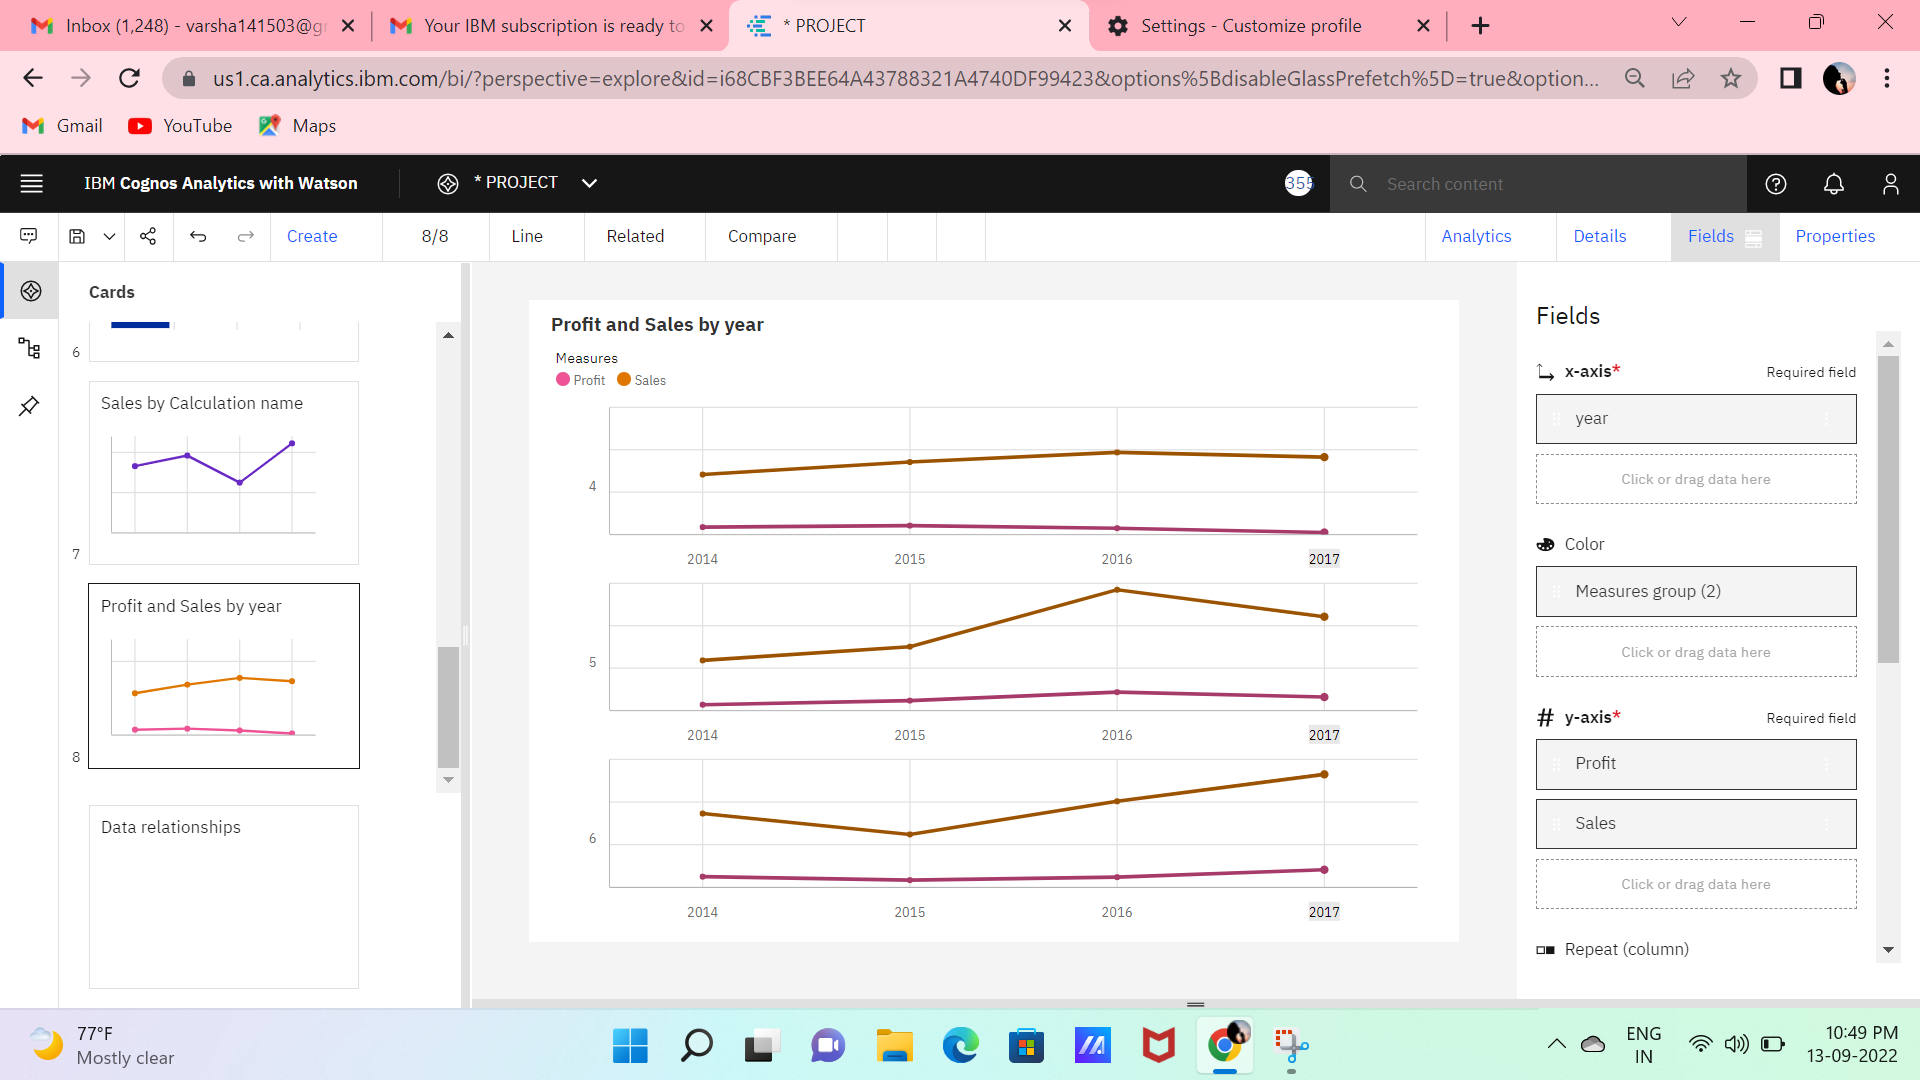 Inbox (1,248) - varsha141503@gr
Your IBM subscription is ready to
* PROJECT
Settings - Customize profile
us1.ca.analytics.ibm.com/bi/?perspective=explore&id=i68CBF3BEE64A43788321A4740DF99423&options%5BdisableGlassPrefetch%5D=true&option...
Gmail
YouTube
Maps
IBM Cognos Analytics with Watson
* PROJECT
355
Search content
Create
8/8
Line
Related
Compare
Analytics
Details
Fields
Properties
Cards
6
Sales by Calculation name
7
Profit and Sales by year
8
Data relationships
Profit and Sales by year
Measures
Profit
Sales
4
2014
2015
2016
2017
5
2014
2015
2016
2017
6
2014
2015
2016
2017
Fields
x-axis*
Required field
year
Click or drag data here
Color
Measures group (2)
Click or drag data here
# y-axis*
Required field
Profit
Sales
Click or drag data here
Repeat (column)
77°F
Mostly clear
ENG
IN
10:49 PM
13-09-2022